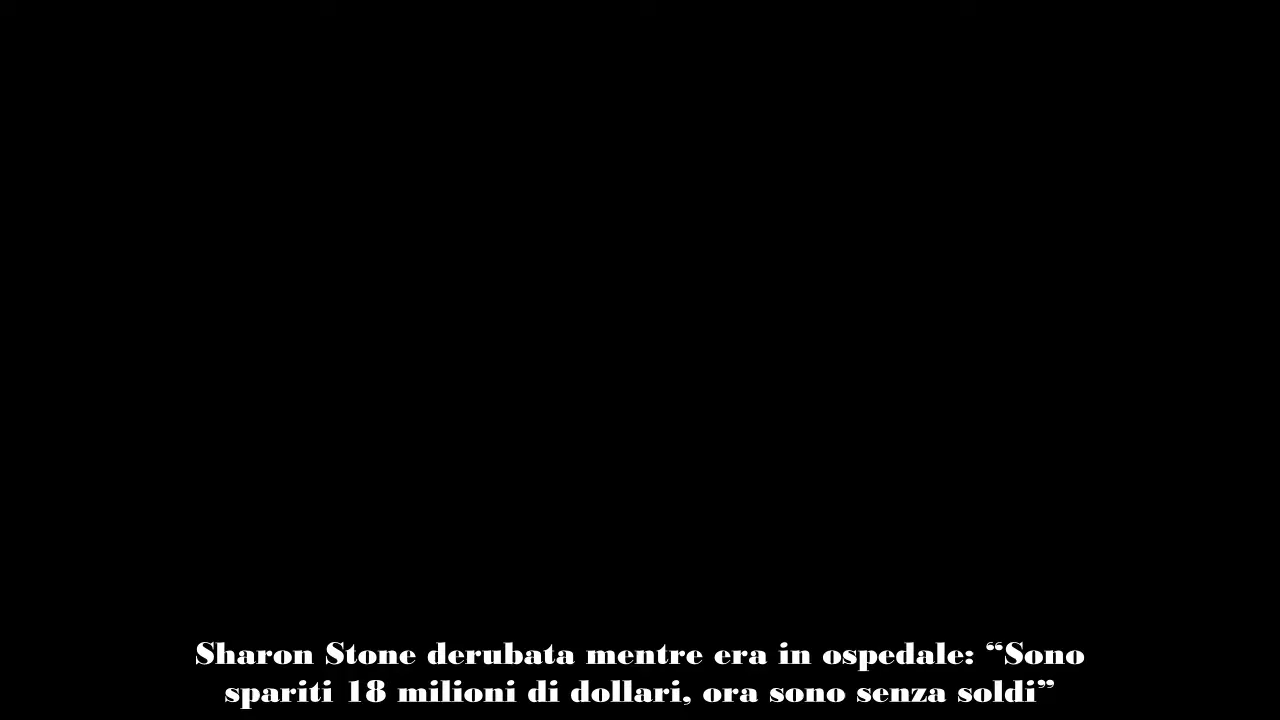 Sharon Stone derubata mentre era in ospedale: “Sono
spariti 18 milioni di dollari, ora sono senza soldi”